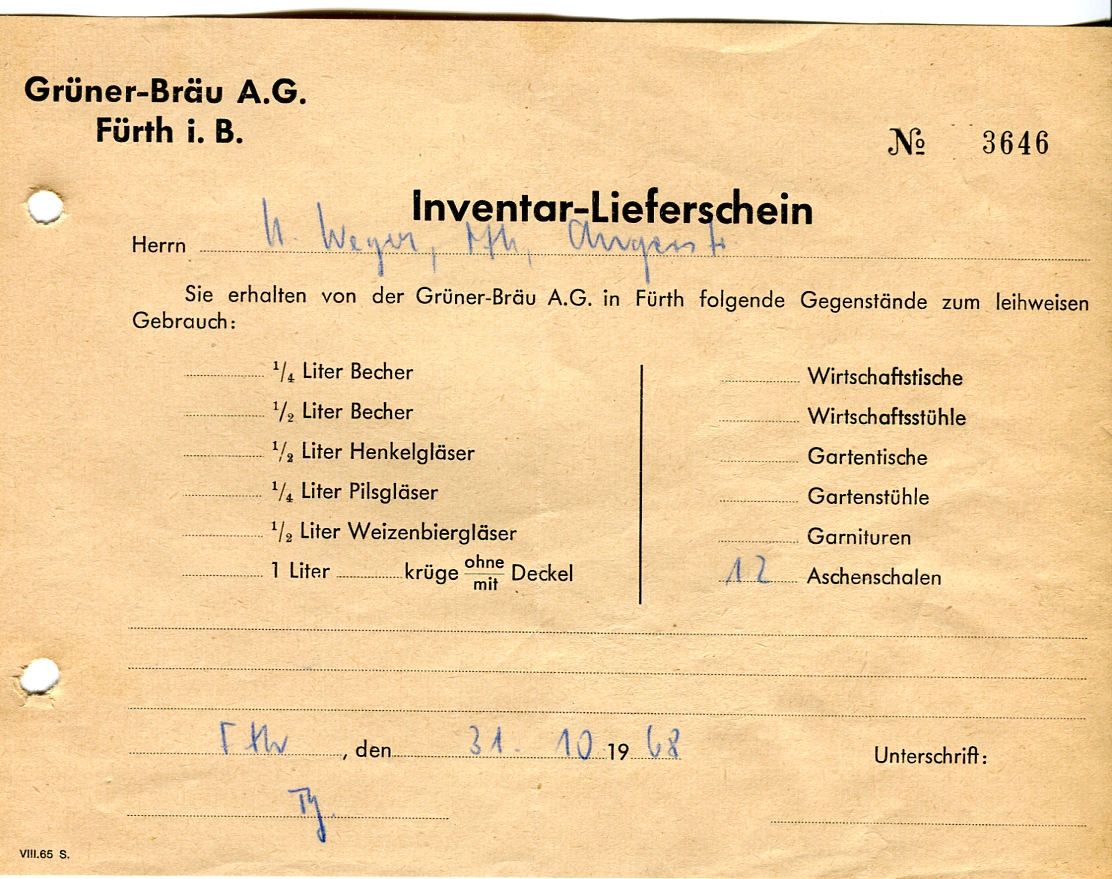 Grüner-Bräu A.G.
Fürth i. B.
№ 3646
Inventar-Lieferschein
Herrn
Sie erhalten von der Grüner-Bräu A.G. in Fürth folgende Gegenstände zum leihweisen
Gebrauch:
1/4 Liter Becher
1/2 Liter Becher
1/2 Liter Henkelgläser
1/4 Liter Pilsgläser
1/2 Liter Weizenbiergläser
1 Liter krüge ohne/mit Deckel
Wirtschaftstische
Wirtschaftsstühle
Gartentische
Gartenstühle
Garnituren
12 Aschenschalen
Fth, den 31. 10 1968
Unterschrift:
VIII.65 S.